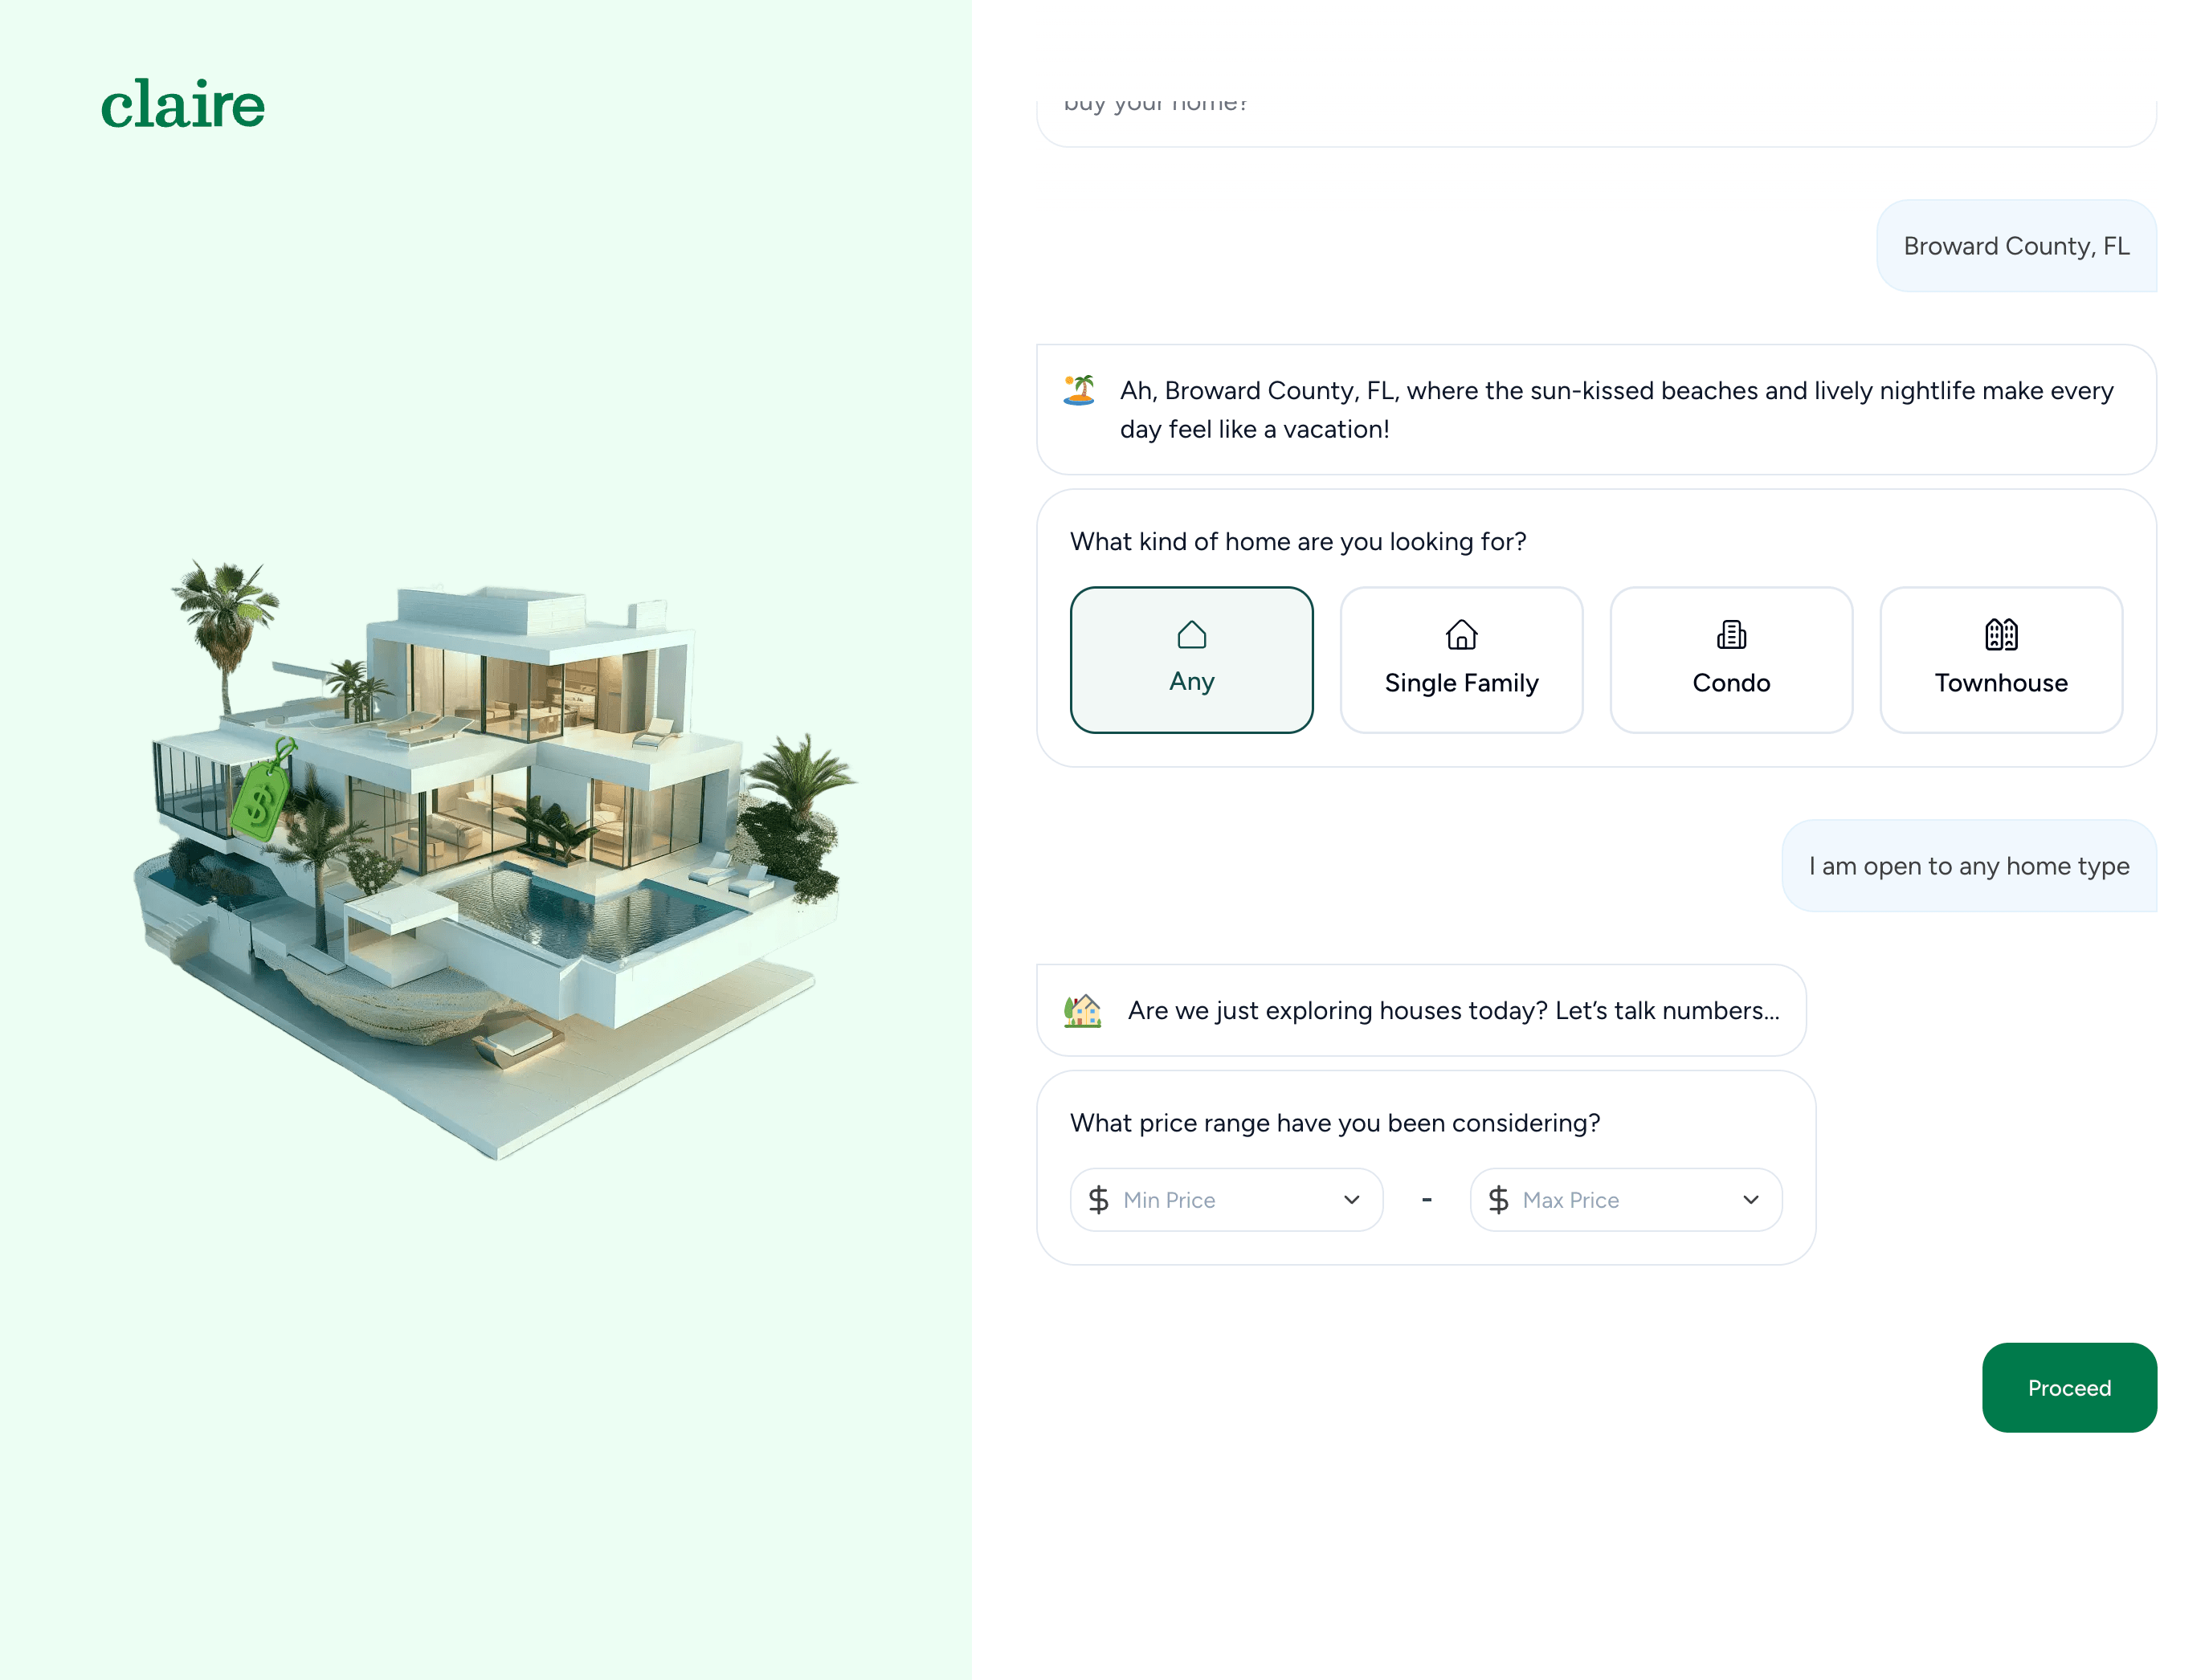 claire
buy your home?
Broward County, FL
Ah, Broward County, FL, where the sun-kissed beaches and lively nightlife make every
day feel like a vacation!
What kind of home are you looking for?
Any
Single Family
Condo
Townhouse
$
I am open to any home type
Are we just exploring houses today? Let’s talk numbers...
What price range have you been considering?
$ Min Price - $ Max Price
Proceed